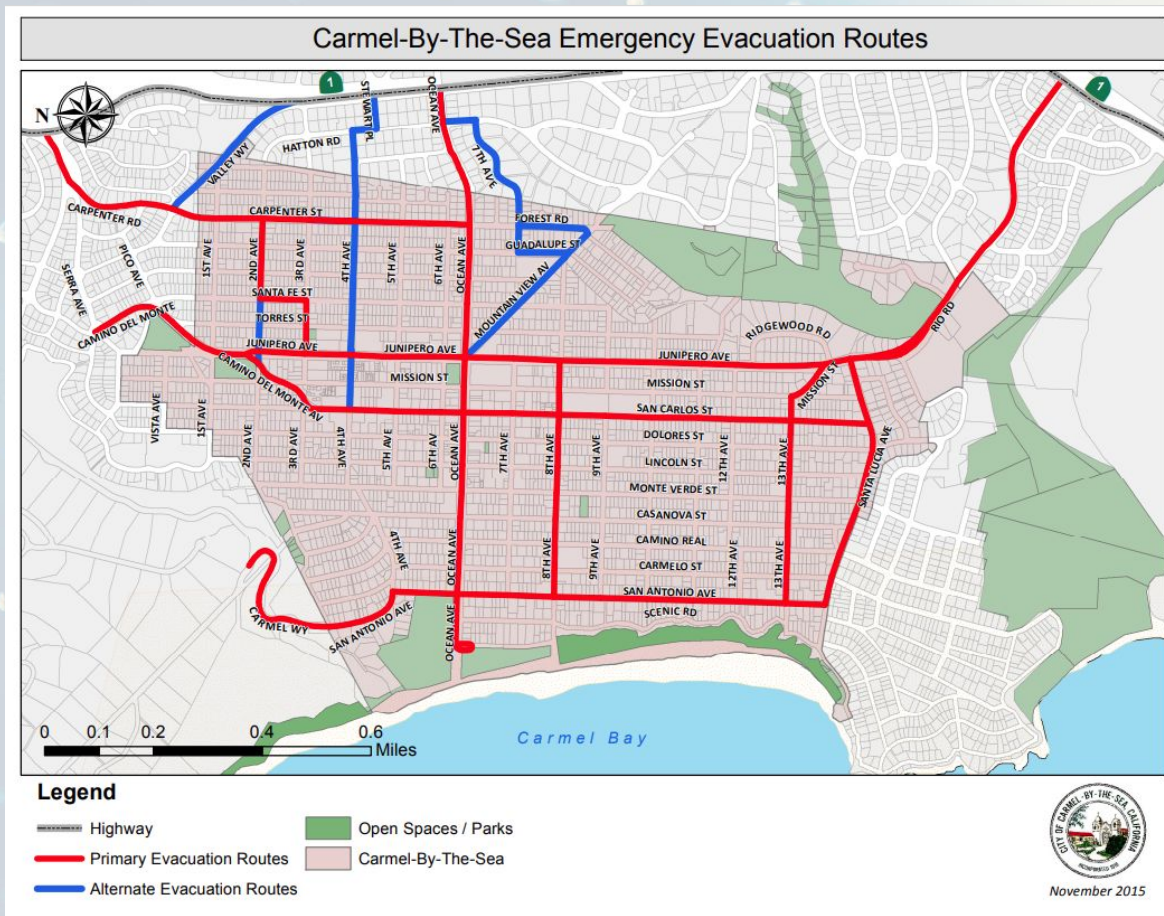 Carmel-By-The-Sea Emergency Evacuation Routes
N
1
STEWART PL
OCEAN AVE
1
HATTON RD
VALLEY WY
7TH AVE
CARPENTER RD
CARPENTER ST
FOREST RD
GUADALUPE ST
PICO AVE
SERRA AVE
1ST AVE
2ND AVE
3RD AVE
4TH AVE
5TH AVE
6TH AVE
OCEAN AVE
MOUNTAIN VIEW AV
SANTA FE ST
TORRES ST
CAMINO DEL MONTE
JUNIPERO AVE
JUNIPERO AVE
JUNIPERO AVE
RIDGEWOOD RD
RIO RD
CAMINO DEL MONTE AV
MISSION ST
MISSION ST
MISSION ST
SAN CARLOS ST
VISTA AVE
1ST AVE
2ND AVE
3RD AVE
4TH AVE
5TH AVE
6TH AV
OCEAN AVE
7TH AVE
8TH AVE
9TH AVE
12TH AVE
13TH AVE
DOLORES ST
LINCOLN ST
MONTE VERDE ST
CASANOVA ST
CAMINO REAL
CARMELO ST
SANTA LUCIA AVE
4TH AVE
OCEAN AVE
8TH AVE
9TH AVE
12TH AVE
13TH AVE
SAN ANTONIO AVE
SCENIC RD
CARMEL WY
SAN ANTONIO AVE
OCEAN AVE
0 0.1 0.2 0.4 0.6
Miles
Carmel Bay
Legend
Highway
Primary Evacuation Routes
Alternate Evacuation Routes
Open Spaces / Parks
Carmel-By-The-Sea
CITY OF CARMEL-BY-THE-SEA, CALIFORNIA
November 2015